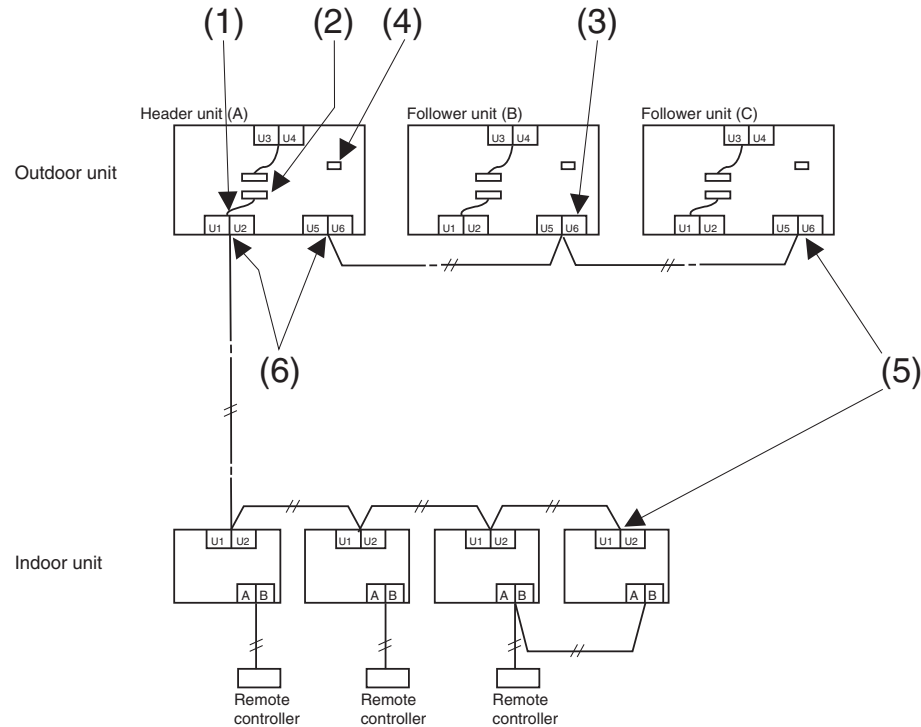 (1) (2) (4) (3)
Header unit (A) Follower unit (B) Follower unit (C)
U3 U4 U3 U4 U3 U4
Outdoor unit
U1 U2 U5 U6 U1 U2 U5 U6 U1 U2 U5 U6
(6) (5)
U1 U2 U1 U2 U1 U2 U1 U2
Indoor unit
A B A B A B A B
Remote controller Remote controller Remote controller